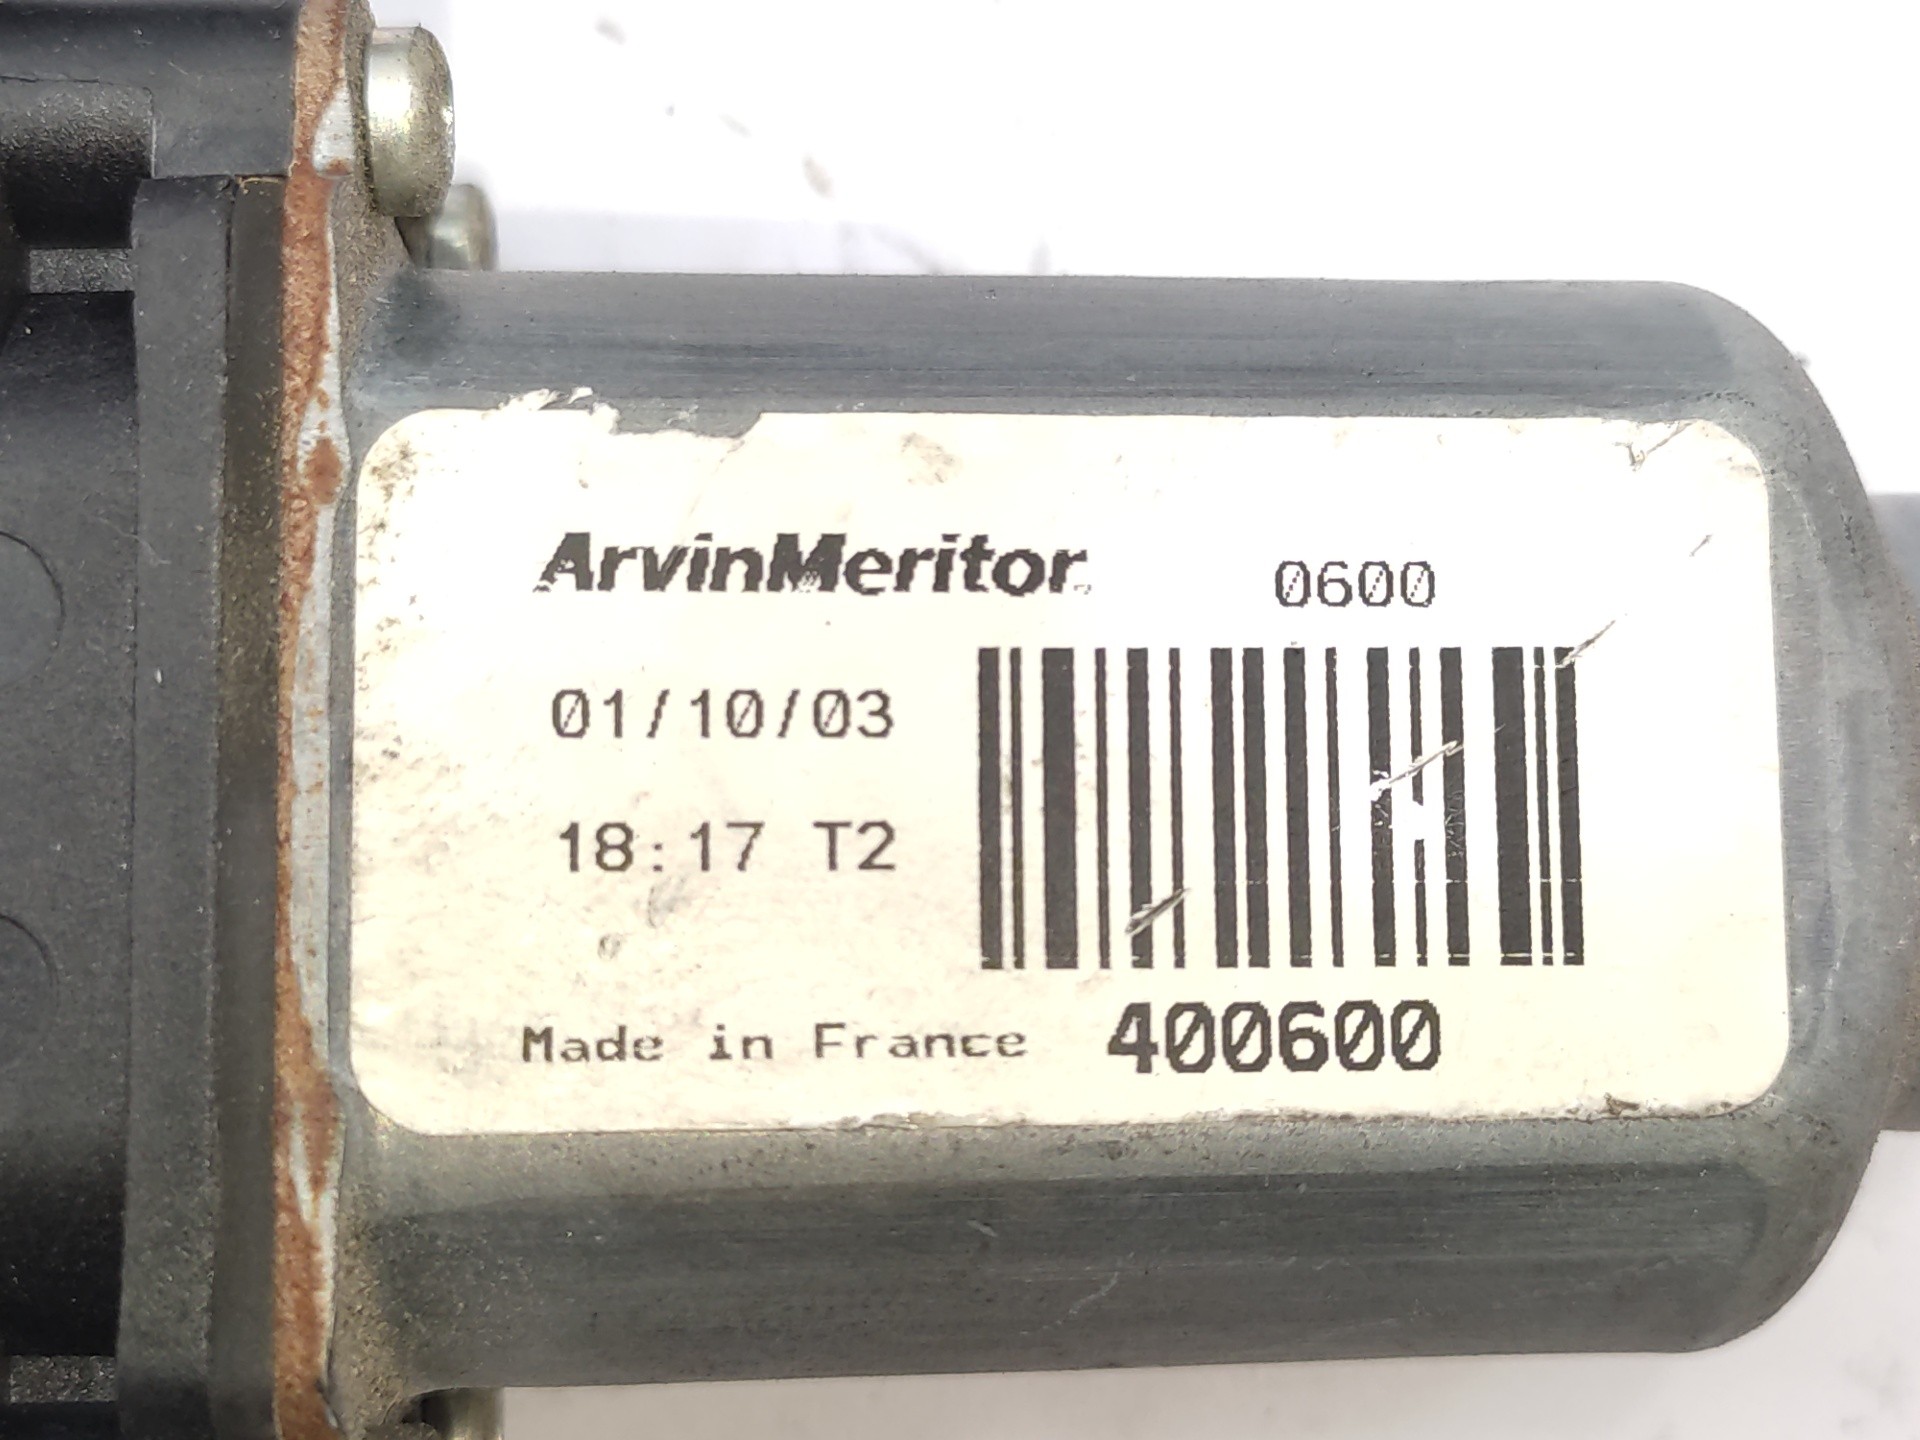 ArvinMeritor 0600
01/10/03
18:17 T2
Made in France 400600